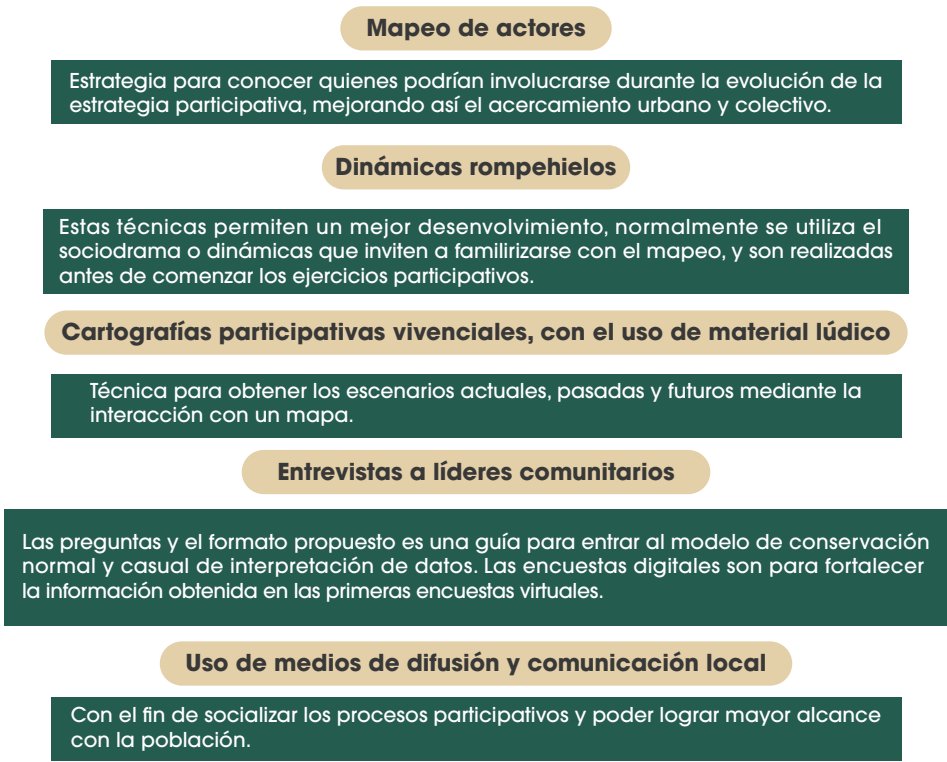 Mapeo de actores
Estrategia para conocer quienes podrían involucrarse durante la evolución de la
estrategia participativa, mejorando así el acercamiento urbano y colectivo.
Dinámicas rompehielos
Estas técnicas permiten un mejor desenvolvimiento, normalmente se utiliza el
sociodrama o dinámicas que inviten a familirizarse con el mapeo, y son realizadas
antes de comenzar los ejercicios participativos.
Cartografías participativas vivenciales, con el uso de material lúdico
Técnica para obtener los escenarios actuales, pasadas y futuros mediante la
interacción con un mapa.
Entrevistas a líderes comunitarios
Las preguntas y el formato propuesto es una guía para entrar al modelo de conservación
normal y casual de interpretación de datos. Las encuestas digitales son para fortalecer
la información obtenida en las primeras encuestas virtuales.
Uso de medios de difusión y comunicación local
Con el fin de socializar los procesos participativos y poder lograr mayor alcance
con la población.